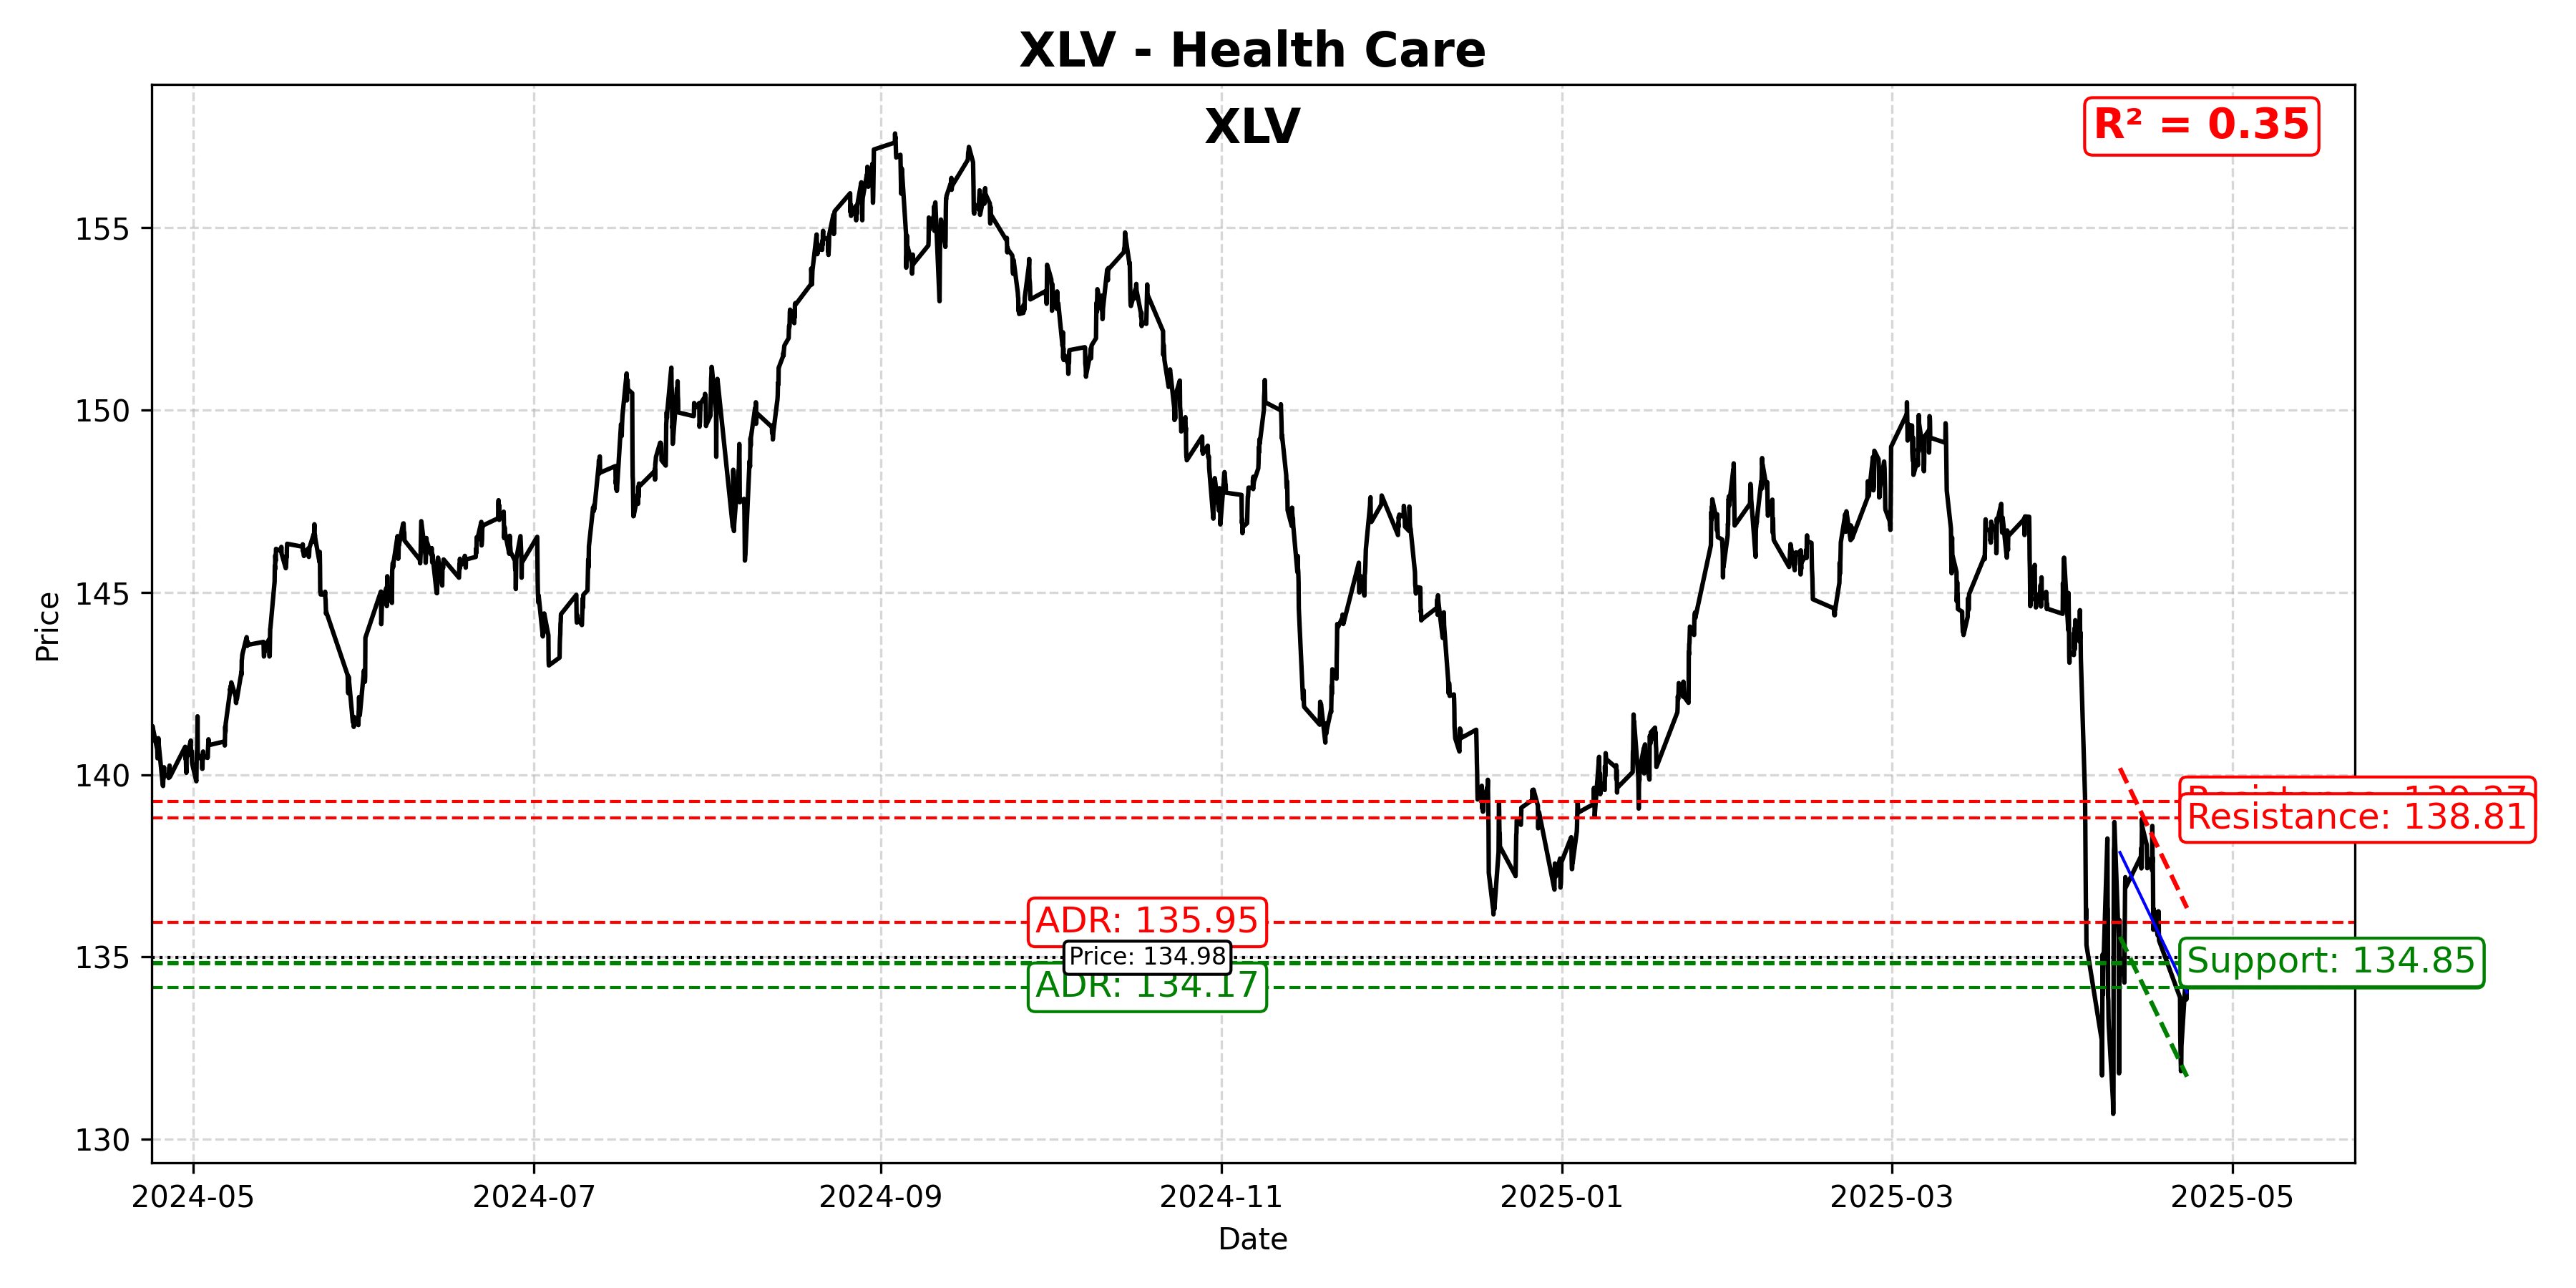 XLV - Health Care
XLV
R² = 0.35
Price
155
150
145
140
135
130
Resistance: 138.81
ADR: 135.95
Price: 134.98
Support: 134.85
ADR: 134.17
2024-05
2024-07
2024-09
2024-11
2025-01
2025-03
2025-05
Date